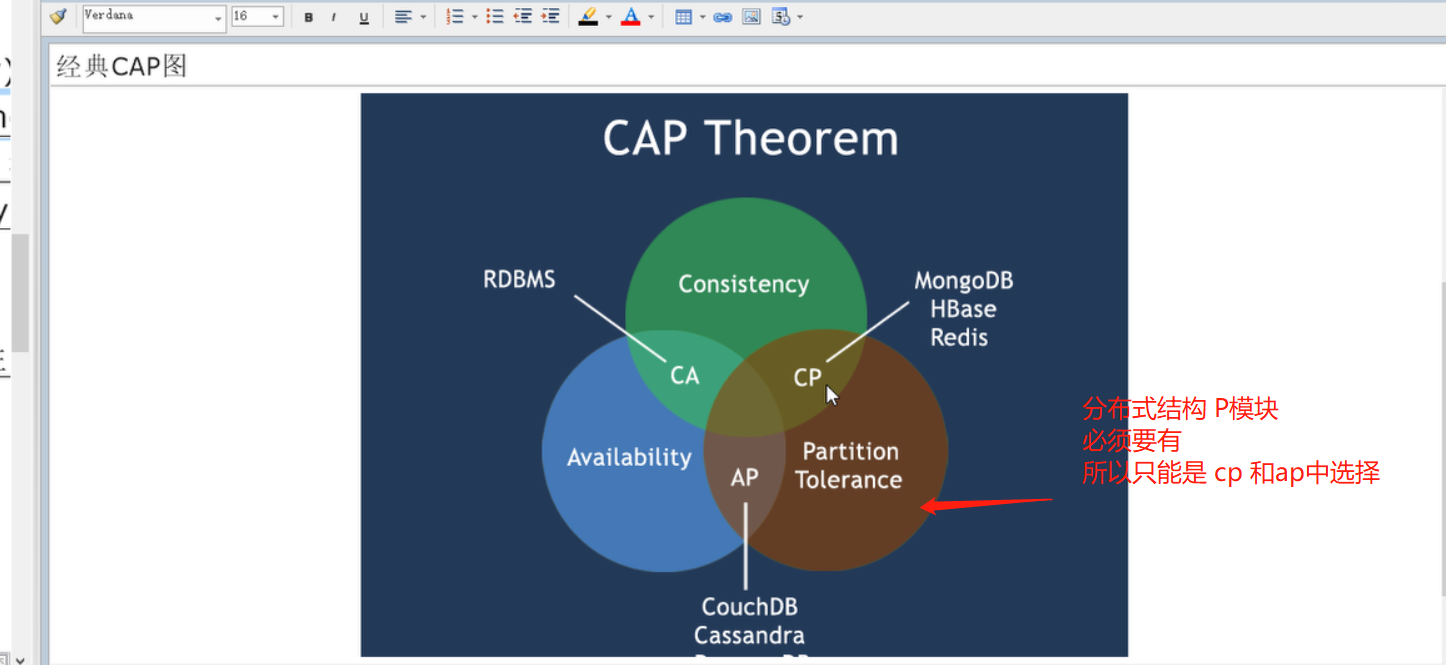 Verdana
16
B I U
经典CAP图
CAP Theorem
RDBMS
Consistency
MongoDB
HBase
Redis
CA
CP
Availability
Partition
Tolerance
AP
CouchDB
Cassandra
分布式结构 P模块
必须要有
所以只能是 cp 和ap中选择